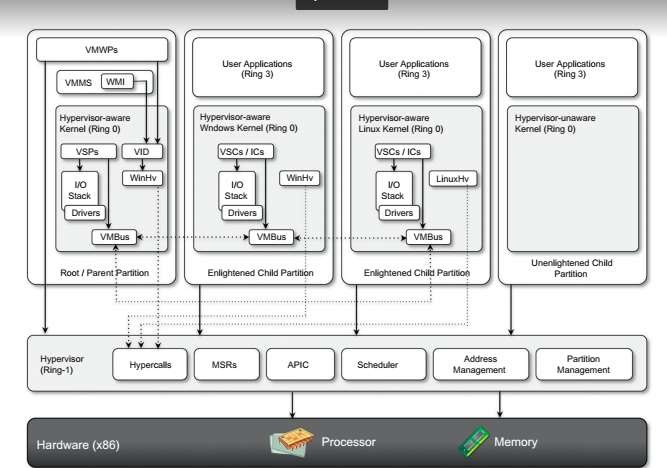 VMWPs
VMMS
WMI
Hypervisor-aware
Kernel (Ring 0)
VSPs
VID
I/O
Stack
WinHv
Drivers
VMBus
Root / Parent Partition
User Applications
(Ring 3)
Hypervisor-aware
Wndows Kernel (Ring 0)
VSCs / ICs
I/O
Stack
WinHv
Drivers
VMBus
Enlightened Child Partition
User Applications
(Ring 3)
Hypervisor-aware
Linux Kernel (Ring 0)
VSCs / ICs
I/O
Stack
LinuxHv
Drivers
VMBus
Enlightened Child Partition
User Applications
(Ring 3)
Hypervisor-unaware
Kernel (Ring 0)
Unenlightened Child
Partition
Hypervisor
(Ring-1)
Hypercalls
MSRs
APIC
Scheduler
Address
Management
Partition
Management
Hardware (x86)
Processor
Memory